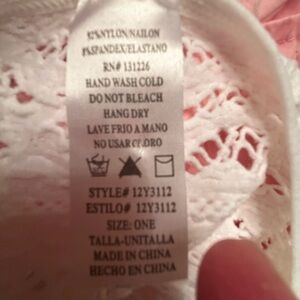 92%NYLON/NAILON
8%SPANDEX/ELASTANO
RN# 131226
HAND WASH COLD
DO NOT BLEACH
HANG DRY
LAVE FRIO A MANO
NO USAR CLORO
STYLE# 12Y3112
ESTILO# 12Y3112
SIZE: ONE
TALLA-UNITALLA
MADE IN CHINA
HECHO EN CHINA